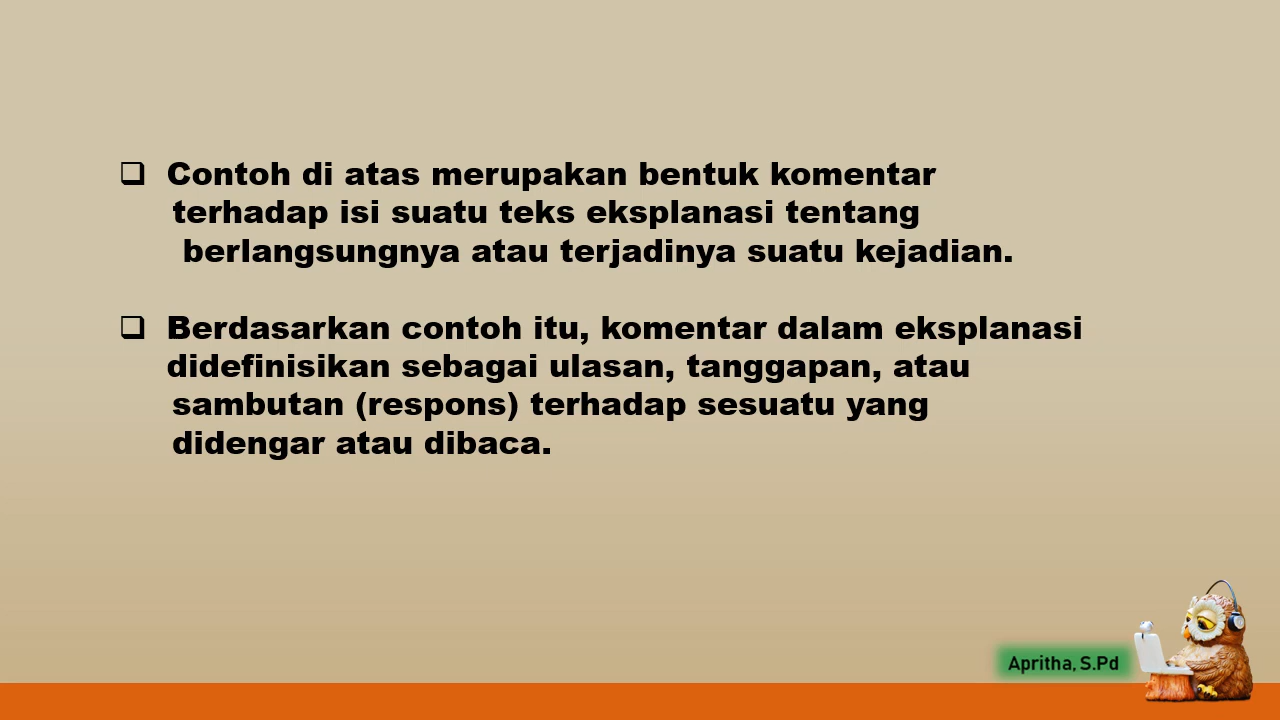 ❑ Contoh di atas merupakan bentuk komentar
terhadap isi suatu teks eksplanasi tentang
berlangsungnya atau terjadinya suatu kejadian.
❑ Berdasarkan contoh itu, komentar dalam eksplanasi
didefinisikan sebagai ulasan, tanggapan, atau
sambutan (respons) terhadap sesuatu yang
didengar atau dibaca.
Apritha, S.Pd